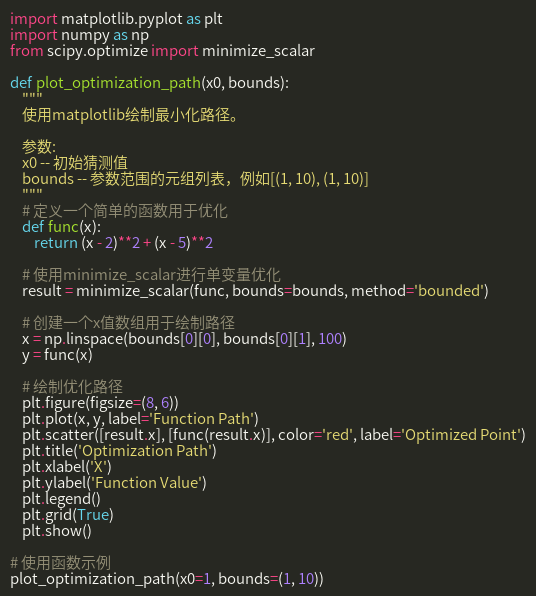 import matplotlib.pyplot as plt
import numpy as np
from scipy.optimize import minimize_scalar

def plot_optimization_path(x0, bounds):
    """
    使用matplotlib绘制最小化路径。

    参数:
    x0 -- 初始猜测值
    bounds -- 参数范围的元组列表，例如[(1, 10), (1, 10)]
    """
    # 定义一个简单的函数用于优化
    def func(x):
        return (x - 2)**2 + (x - 5)**2

    # 使用minimize_scalar进行单变量优化
    result = minimize_scalar(func, bounds=bounds, method='bounded')

    # 创建一个x值数组用于绘制路径
    x = np.linspace(bounds[0][0], bounds[0][1], 100)
    y = func(x)

    # 绘制优化路径
    plt.figure(figsize=(8, 6))
    plt.plot(x, y, label='Function Path')
    plt.scatter([result.x], [func(result.x)], color='red', label='Optimized Point')
    plt.title('Optimization Path')
    plt.xlabel('X')
    plt.ylabel('Function Value')
    plt.legend()
    plt.grid(True)
    plt.show()

# 使用函数示例
plot_optimization_path(x0=1, bounds=(1, 10))